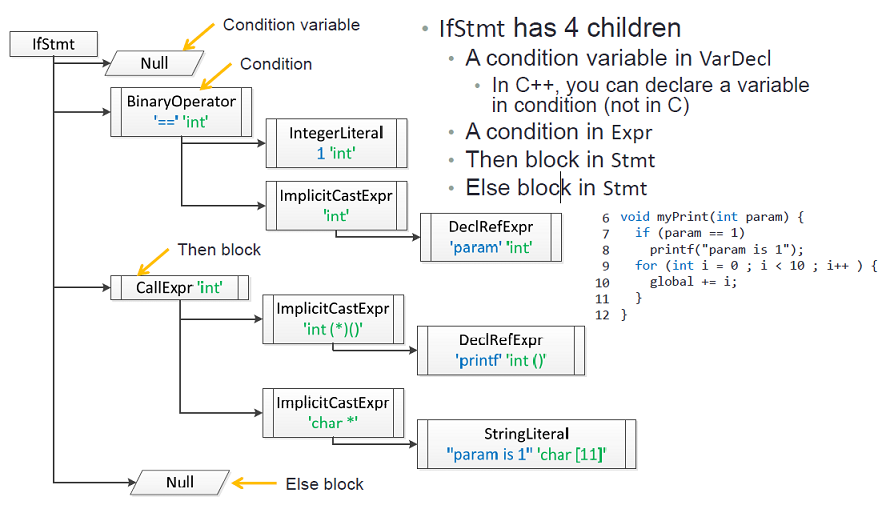 IfStmt
Condition variable
Null
Condition
BinaryOperator
'==' 'int'
IntegerLiteral
1 'int'
ImplicitCastExpr
'int'
DeclRefExpr
'param' 'int'
Then block
CallExpr 'int'
ImplicitCastExpr
'int (*)()'
DeclRefExpr
'printf' 'int ()'
ImplicitCastExpr
'char *'
StringLiteral
"param is 1" 'char [11]'
Null
Else block
• IfStmt has 4 children
• A condition variable in VarDecl
• In C++, you can declare a variable
in condition (not in C)
• A condition in Expr
• Then block in Stmt
• Else block in Stmt
6 void myPrint(int param) {
7 if (param == 1)
8 printf("param is 1");
9 for (int i = 0 ; i < 10 ; i++ ) {
10 global += i;
11 }
12 }